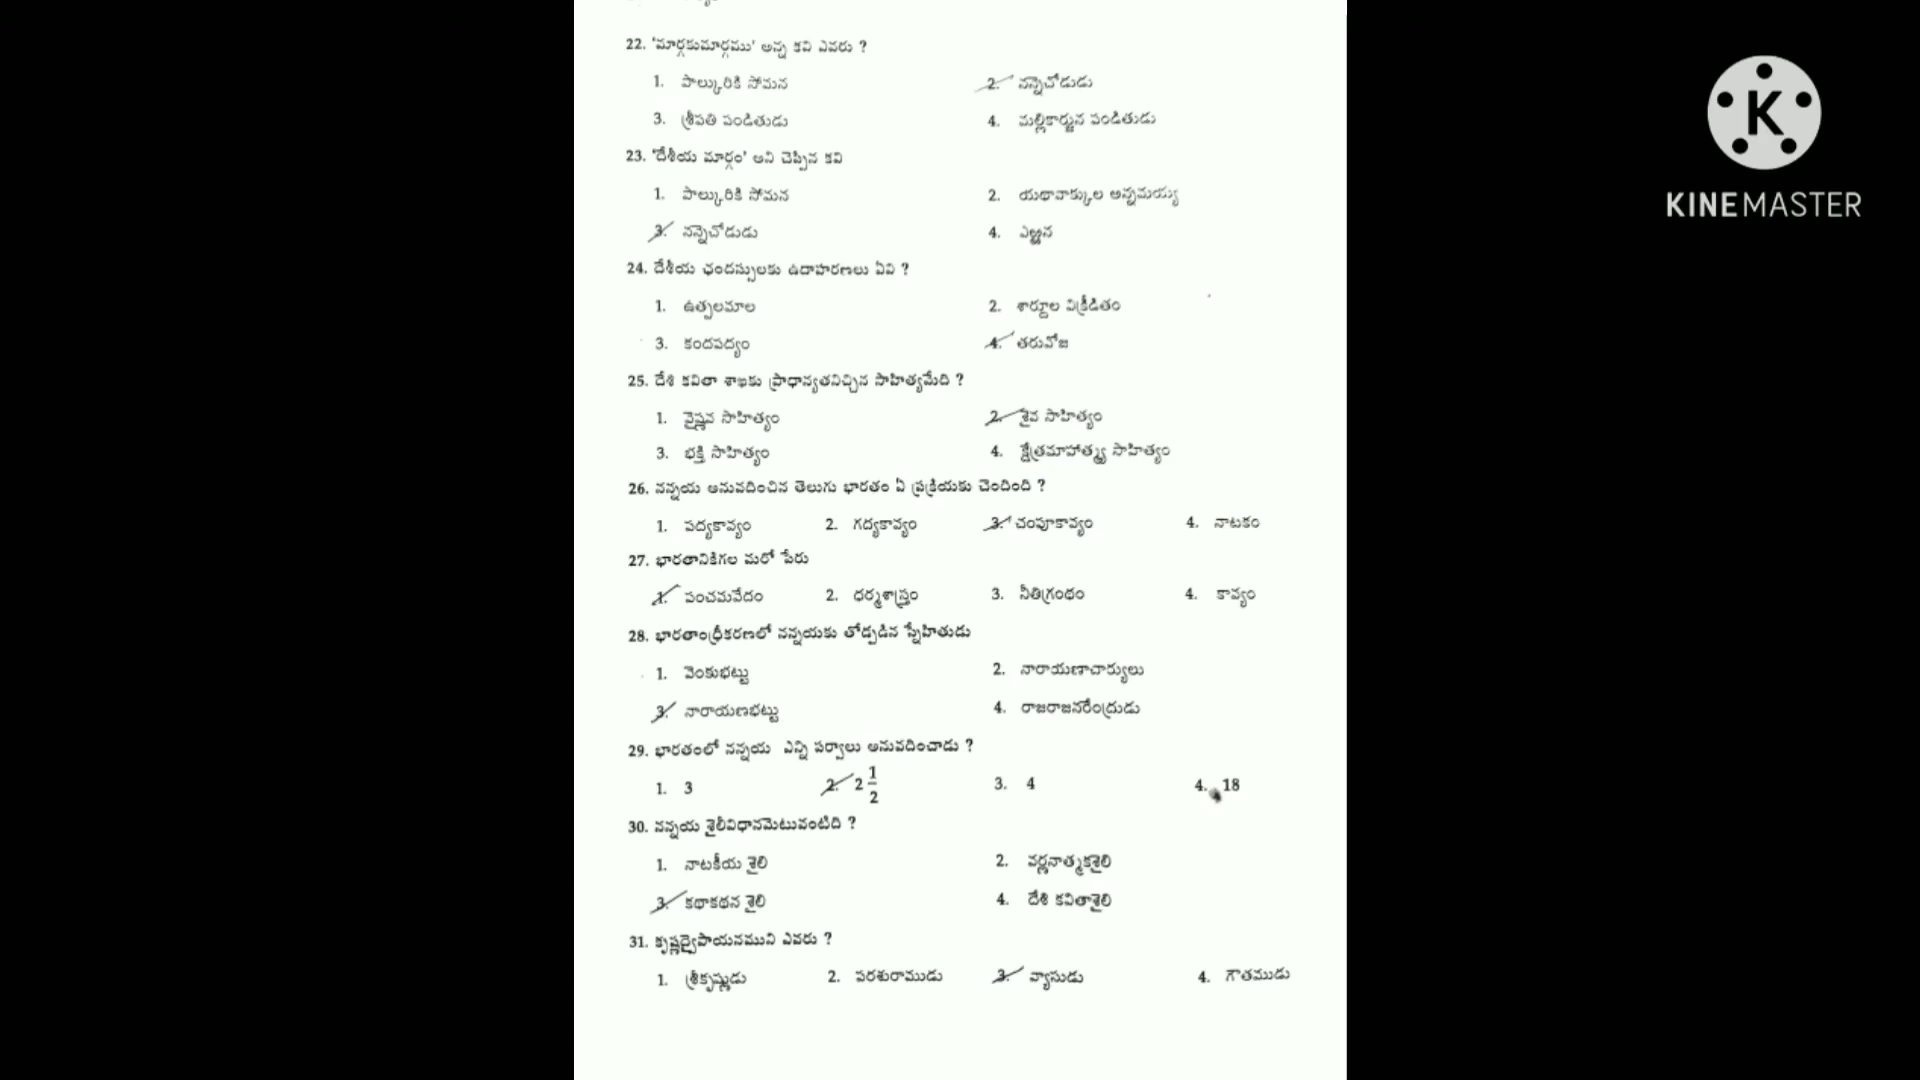 22. 'మార్గకుమార్గము' అన్న కవి ఎవరు ?
1. పాల్కురికి సోమన 2. నన్నెచోడుడు
3. శ్రీపతి పండితుడు 4. మల్లికార్జున పండితుడు
23. 'దేశీయ మార్గం' అని చెప్పిన కవి
1. పాల్కురికి సోమన 2. యథావాక్కుల అన్నమయ్య
3. నన్నెచోడుడు 4. ఎఱ్ఱన
24. దేశీయ ఛందస్సులకు ఉదాహరణలు ఏవి ?
1. ఉత్పలమాల 2. శార్దూల విక్రీడితం
3. కందపద్యం 4. తరువోజ
25. దేశి కవితా శాఖకు ప్రాధాన్యతనిచ్చిన సాహిత్యమేది ?
1. వైష్ణవ సాహిత్యం 2. శైవ సాహిత్యం
3. భక్తి సాహిత్యం 4. క్షేత్రమాహాత్మ్య సాహిత్యం
26. నన్నయ అనువదించిన తెలుగు భారతం ఏ ప్రక్రియకు చెందింది ?
1. పద్యకావ్యం 2. గద్యకావ్యం 3. చంపూకావ్యం 4. నాటకం
27. భారతానికిగల మరో పేరు
1. పంచమవేదం 2. ధర్మశాస్త్రం 3. నీతిగ్రంథం 4. కావ్యం
28. భారతాంధ్రీకరణలో నన్నయకు తోడ్పడిన స్నేహితుడు
1. వెంకుభట్టు 2. నారాయణాచార్యులు
3. నారాయణభట్టు 4. రాజరాజనరేంద్రుడు
29. భారతంలో నన్నయ ఎన్ని పర్వాలు అనువదించాడు ?
1. 3 2. 2 1/2 3. 4 4. 18
30. నన్నయ శైలీవిధానమెటువంటిది ?
1. నాటకీయ శైలి 2. వర్ణనాత్మకశైలి
3. కథాకథన శైలి 4. దేశి కవితాశైలి
31. కృష్ణద్వైపాయనముని ఎవరు ?
1. శ్రీకృష్ణుడు 2. పరశురాముడు 3. వ్యాసుడు 4. గౌతముడు
K
KINEMASTER